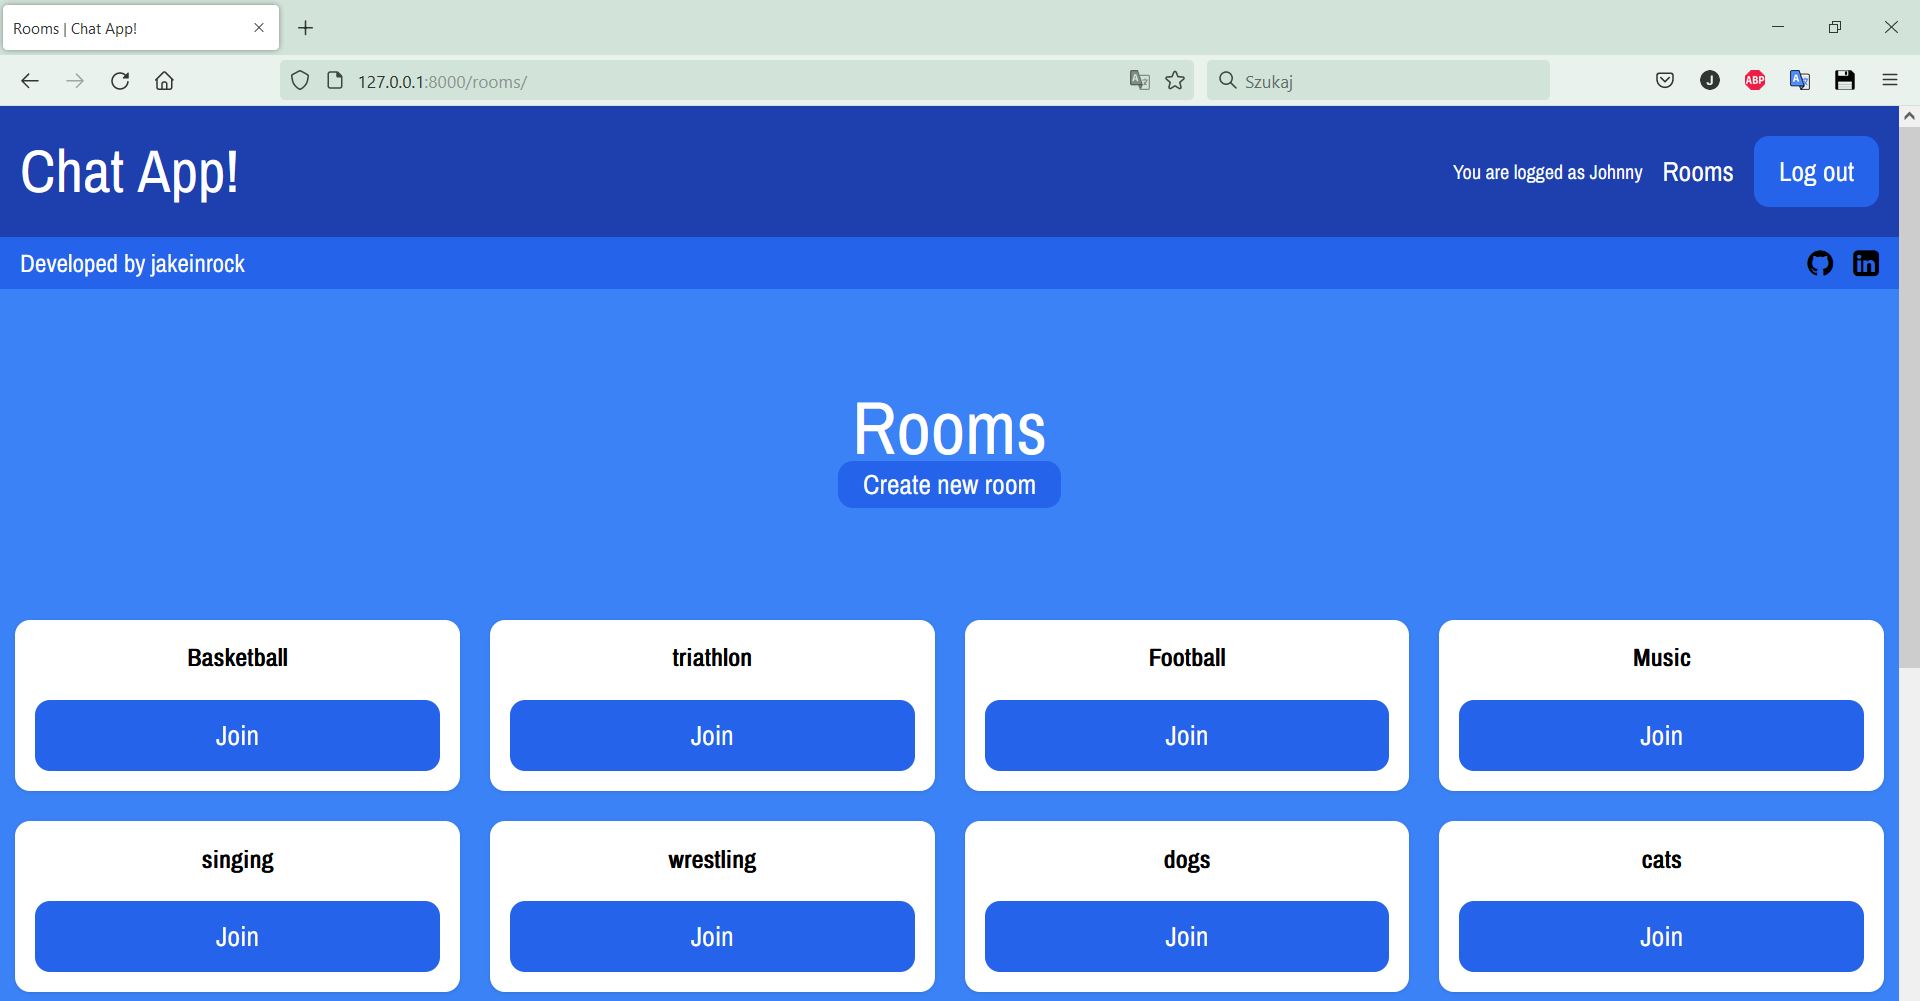 Rooms | Chat App!
127.0.0.1:8000/rooms/
Szukaj
J
ABP
Chat App!
You are logged as Johnny
Rooms
Log out
Developed by jakeinrock
in
Rooms
Create new room
Basketball
triathlon
Football
Music
Join
Join
Join
Join
singing
wrestling
dogs
cats
Join
Join
Join
Join